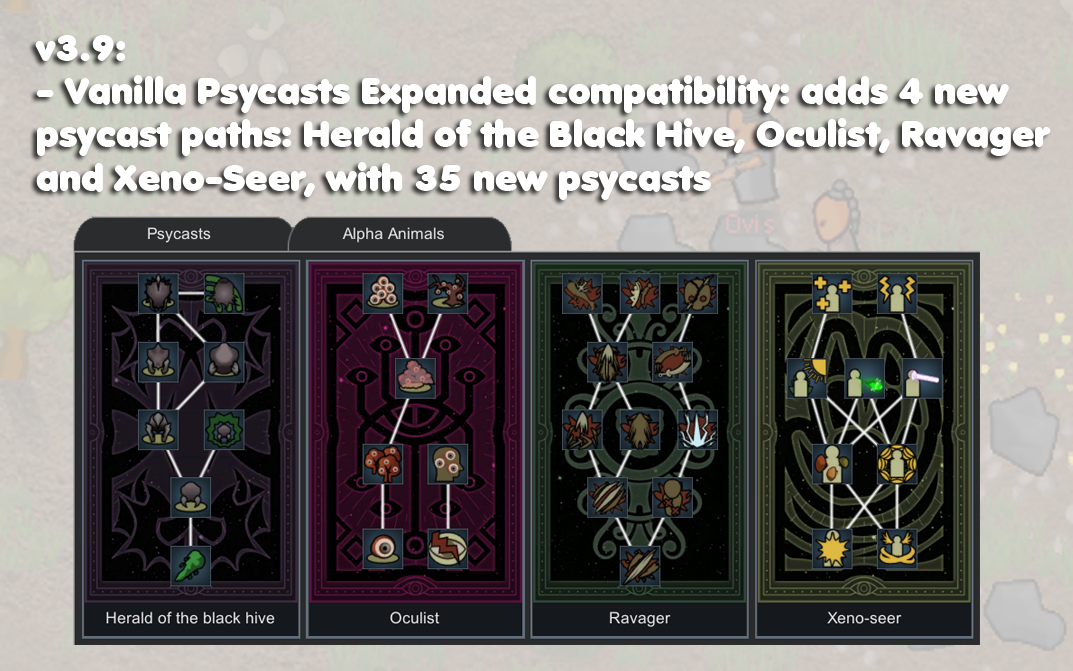 v3.9:
- Vanilla Psycasts Expanded compatibility: adds 4 new
psycast paths: Herald of the Black Hive, Oculist, Ravager
and Xeno-Seer, with 35 new psycasts
Ovis
Psycasts
Alpha Animals
Herald of the black hive
Oculist
Ravager
Xeno-seer